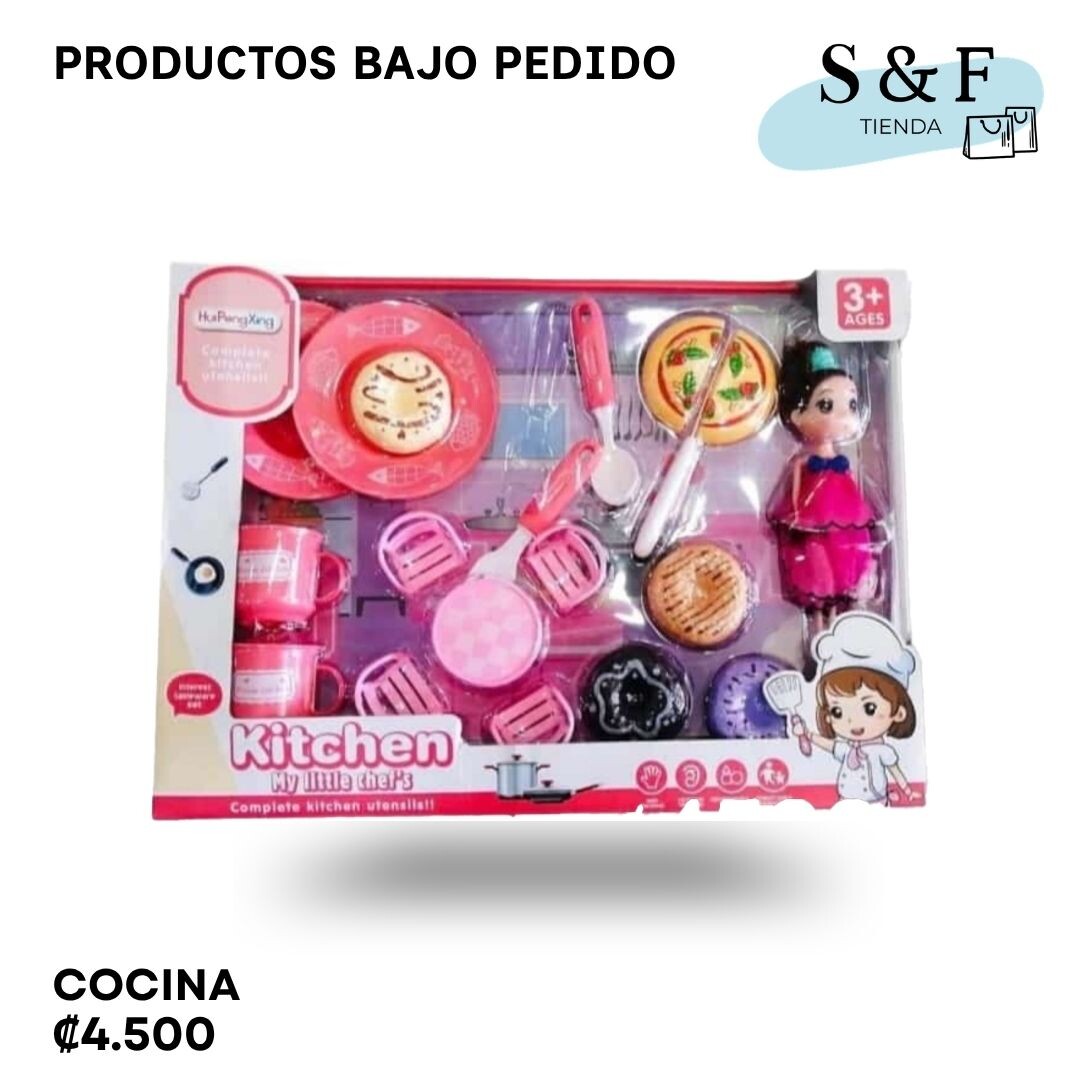 PRODUCTOS BAJO PEDIDO
S & F
TIENDA
HuiPengXing
Complete
kitchen
utensils!!
3+
AGES
Kitchen
My little chef's
Complete kitchen utensils!!
COCINA
₡4.500